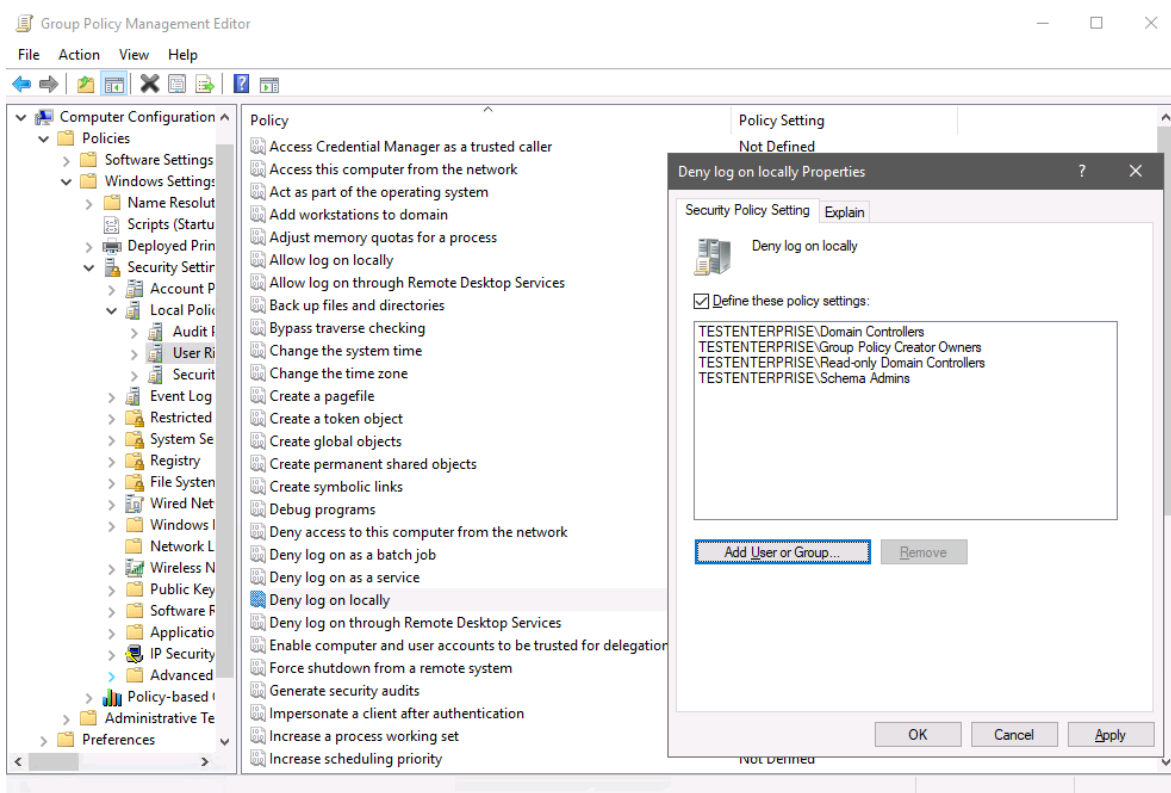 Group Policy Management Editor
File Action View Help
Computer Configuration
Policies
Software Settings
Windows Settings
Name Resolut
Scripts (Startu
Deployed Prin
Security Settin
Account P
Local Polic
Audit P
User Ri
Securit
Event Log
Restricted
System Se
Registry
File System
Wired Net
Windows
Network L
Wireless N
Public Key
Software R
Applicatio
IP Security
Advanced
Policy-based
Administrative Te
Preferences
Policy Policy Setting
Access Credential Manager as a trusted caller Not Defined
Access this computer from the network
Act as part of the operating system
Add workstations to domain
Adjust memory quotas for a process
Allow log on locally
Allow log on through Remote Desktop Services
Back up files and directories
Bypass traverse checking
Change the system time
Change the time zone
Create a pagefile
Create a token object
Create global objects
Create permanent shared objects
Create symbolic links
Debug programs
Deny access to this computer from the network
Deny log on as a batch job
Deny log on as a service
Deny log on locally
Deny log on through Remote Desktop Services
Enable computer and user accounts to be trusted for delegation
Force shutdown from a remote system
Generate security audits
Impersonate a client after authentication
Increase a process working set
Increase scheduling priority Not Defined
Deny log on locally Properties
Security Policy Setting Explain
Deny log on locally
Define these policy settings:
TESTENTERPRISE\Domain Controllers
TESTENTERPRISE\Group Policy Creator Owners
TESTENTERPRISE\Read-only Domain Controllers
TESTENTERPRISE\Schema Admins
Add User or Group... Remove
OK Cancel Apply